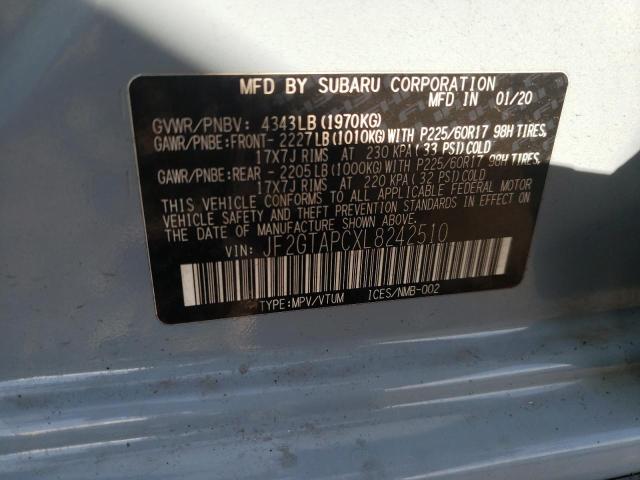 MFD BY SUBARU CORPORATION
MFD IN 01/20
GVWR/PNBV: 4343LB (1970KG)
GAWR/PNBE:FRONT- 2227LB (1010KG) WITH P225/60R17 98H TIRES,
17X7J RIMS AT 230 KPA (33 PSI) COLD
GAWR/PNBE:REAR - 2205LB (1000KG) WITH P225/60R17 98H TIRES,
17X7J RIMS AT 220 KPA (32 PSI) COLD
THIS VEHICLE CONFORMS TO ALL APPLICABLE FEDERAL MOTOR
VEHICLE SAFETY AND THEFT PREVENTION STANDARDS IN EFFECT ON
THE DATE OF MANUFACTURE SHOWN ABOVE.
VIN: JF2GTAPCXL8242510
TYPE:MPV/VTUM ICES/NMB-002